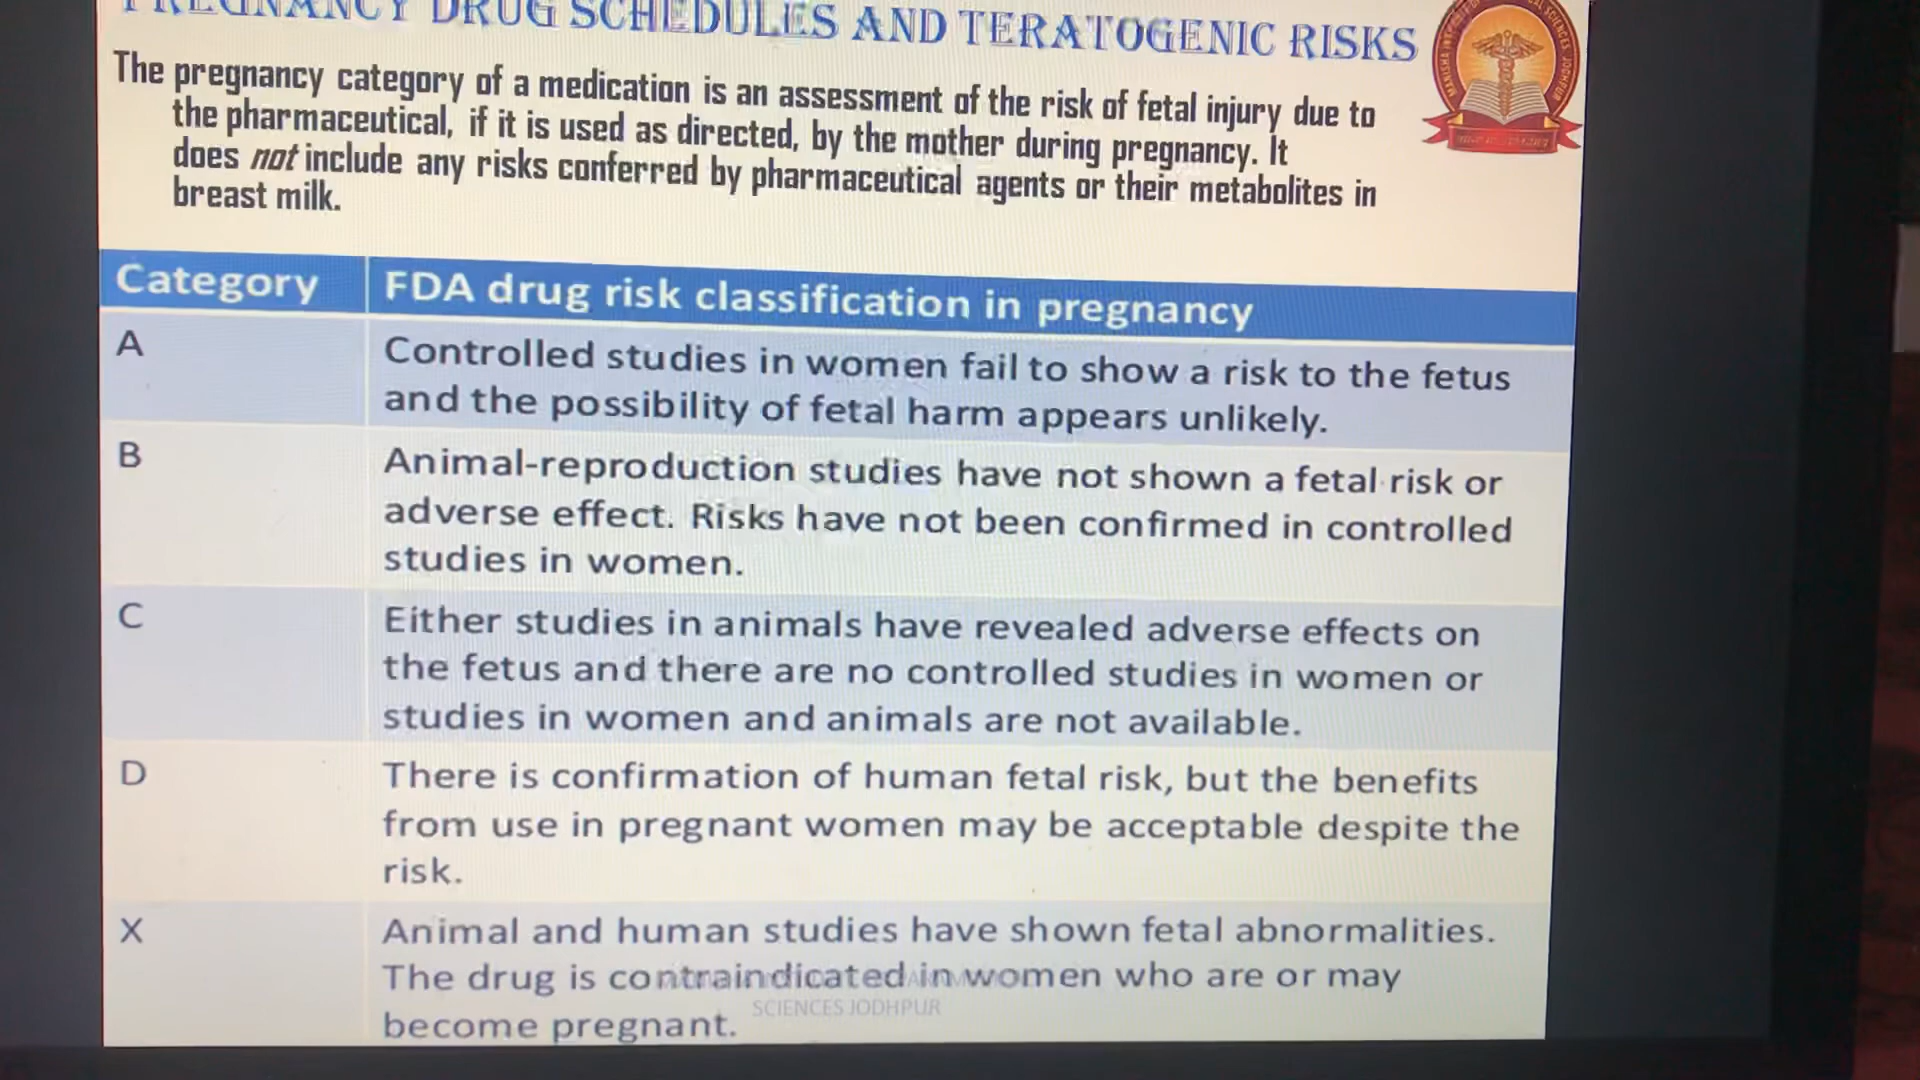 PREGNANCY DRUG SCHEDULES AND TERATOGENIC RISKS
The pregnancy category of a medication is an assessment of the risk of fetal injury due to
the pharmaceutical, if it is used as directed, by the mother during pregnancy. It
does not include any risks conferred by pharmaceutical agents or their metabolites in
breast milk.
Category FDA drug risk classification in pregnancy
A Controlled studies in women fail to show a risk to the fetus
and the possibility of fetal harm appears unlikely.
B Animal-reproduction studies have not shown a fetal risk or
adverse effect. Risks have not been confirmed in controlled
studies in women.
C Either studies in animals have revealed adverse effects on
the fetus and there are no controlled studies in women or
studies in women and animals are not available.
D There is confirmation of human fetal risk, but the benefits
from use in pregnant women may be acceptable despite the
risk.
X Animal and human studies have shown fetal abnormalities.
The drug is contraindicated in women who are or may
SCIENCES JODHPUR
become pregnant.